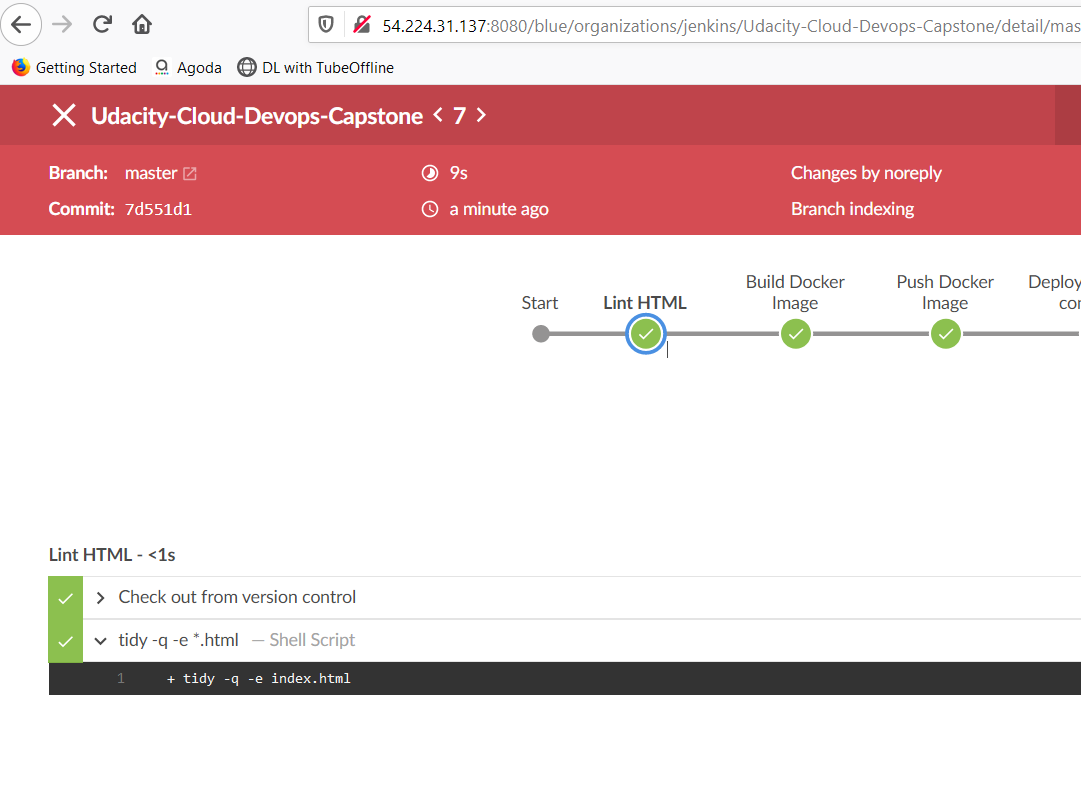 54.224.31.137:8080/blue/organizations/jenkins/Udacity-Cloud-Devops-Capstone/detail/mas
Getting Started Agoda DL with TubeOffline
Udacity-Cloud-Devops-Capstone < 7 >
Branch: master 9s Changes by noreply
Commit: 7d551d1 a minute ago Branch indexing
Start Lint HTML Build Docker Image Push Docker Image Deploy con
Lint HTML - <1s
Check out from version control
tidy -q -e *.html — Shell Script
1 + tidy -q -e index.html